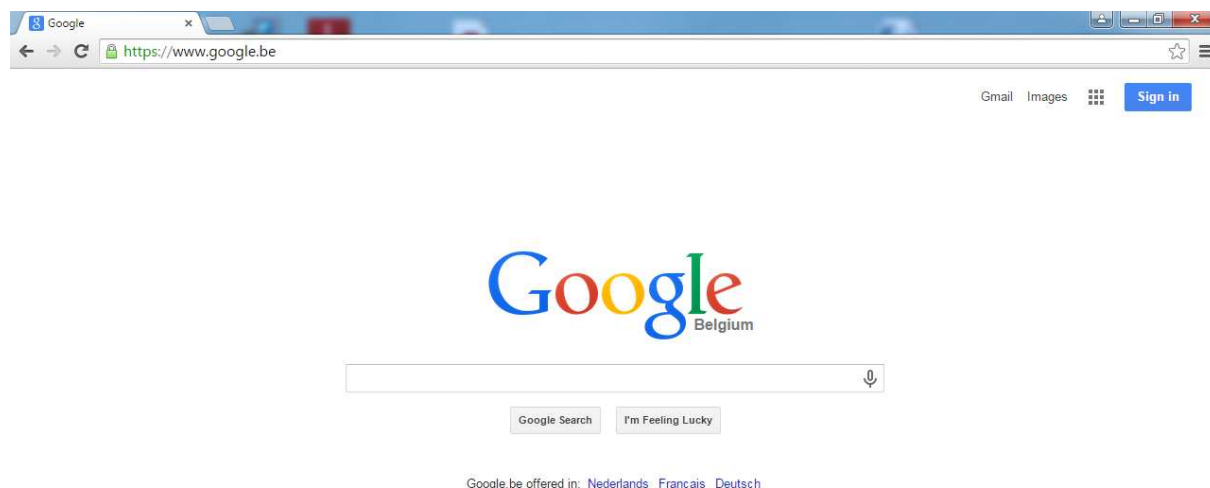 Google
https://www.google.be
Gmail Images Sign in
Google
Belgium
Google Search I'm Feeling Lucky
Google.be offered in: Nederlands Français Deutsch